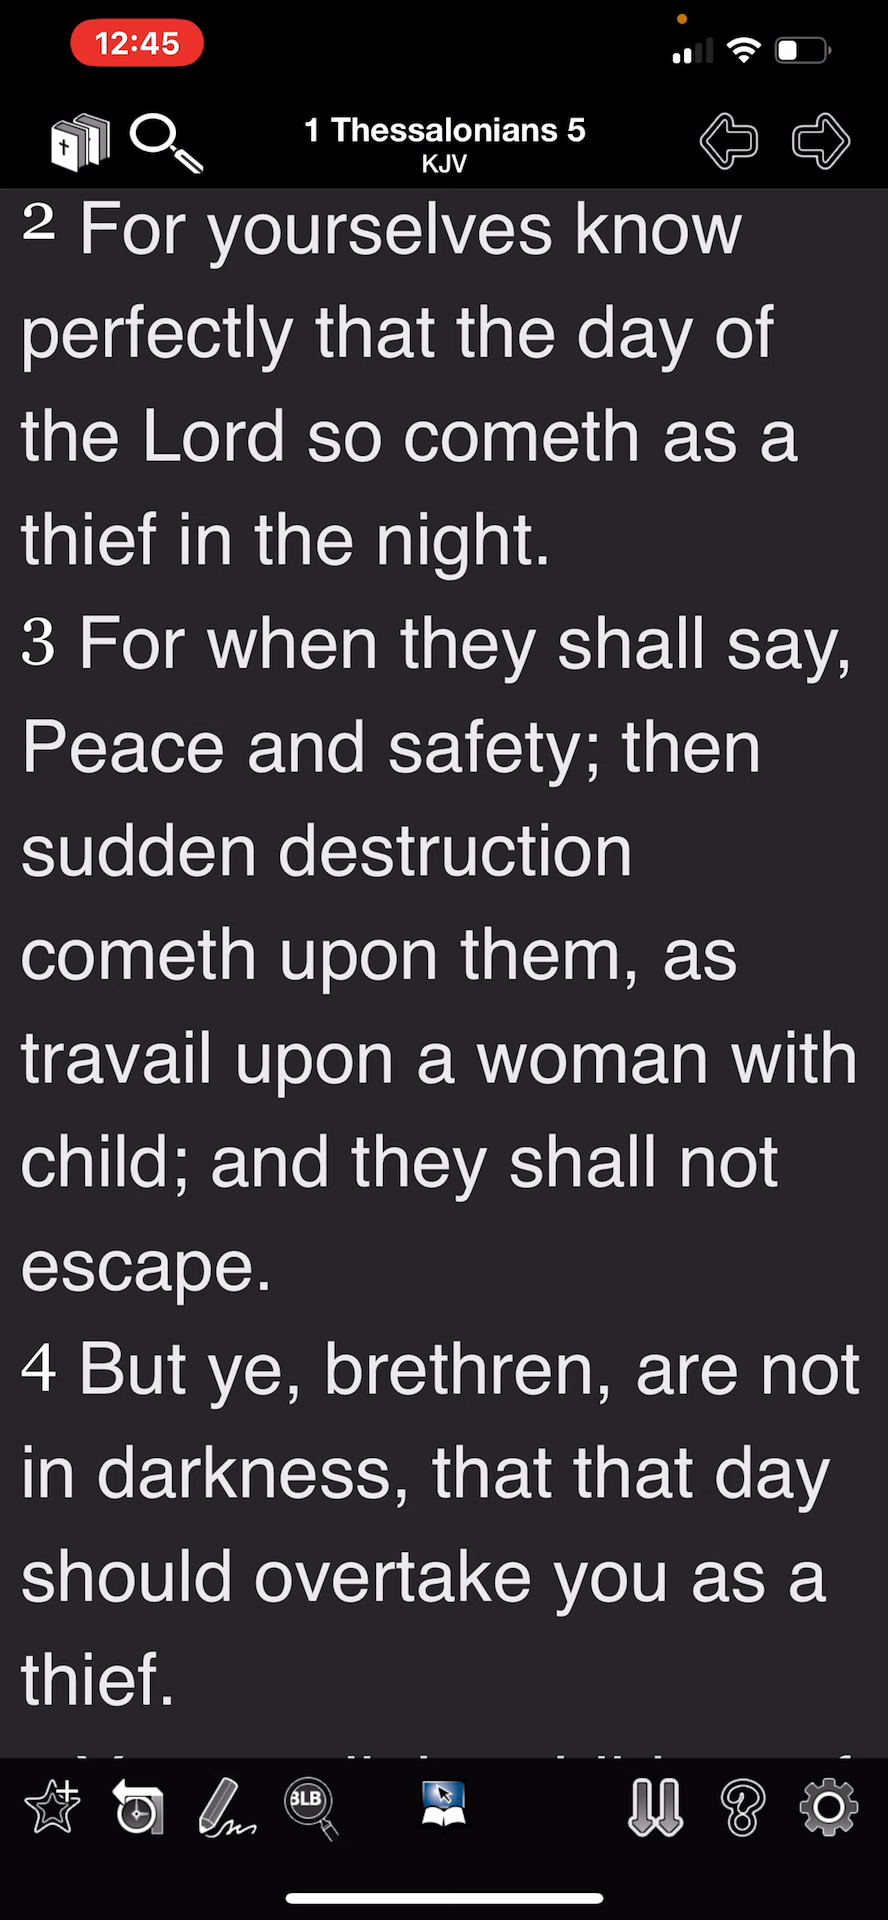 12:45
1 Thessalonians 5
KJV
2 For yourselves know
perfectly that the day of
the Lord so cometh as a
thief in the night.
3 For when they shall say,
Peace and safety; then
sudden destruction
cometh upon them, as
travail upon a woman with
child; and they shall not
escape.
4 But ye, brethren, are not
in darkness, that that day
should overtake you as a
thief.
BLB